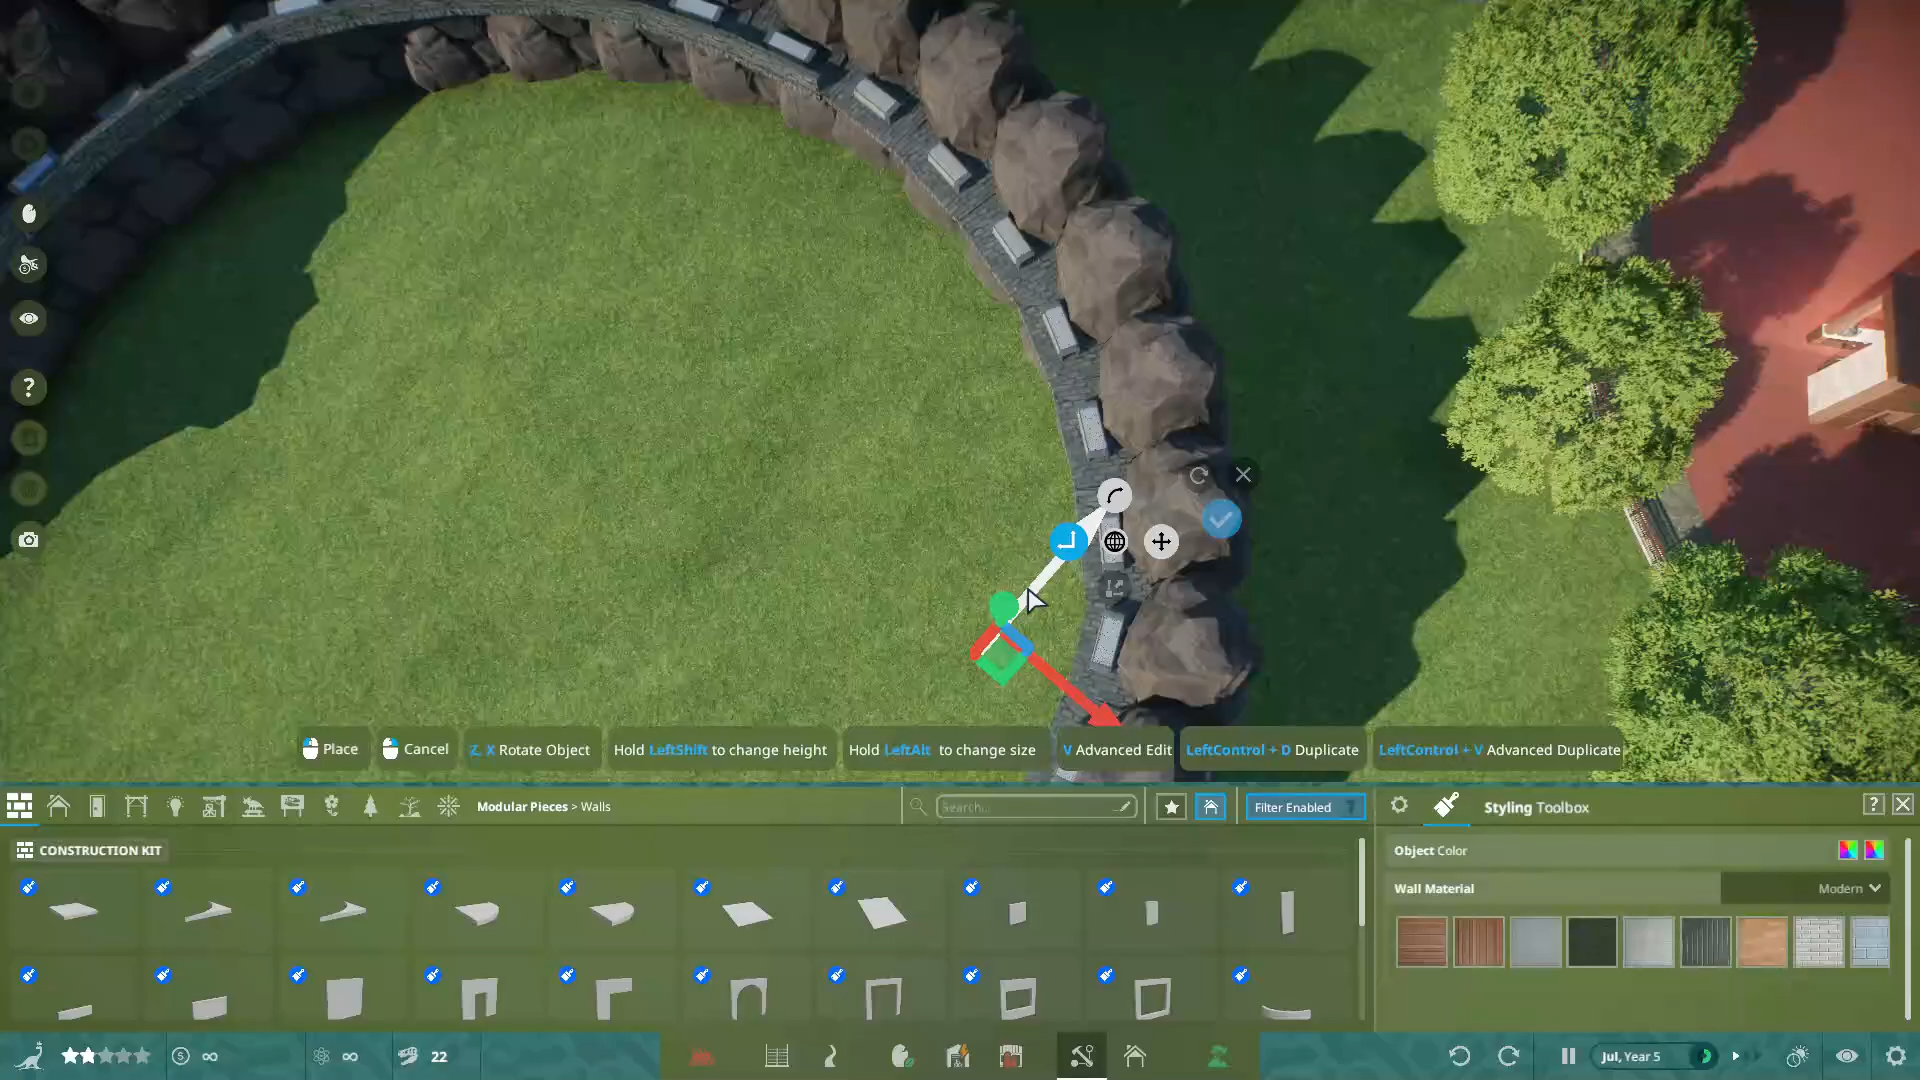 Place
Cancel
Z, X Rotate Object
Hold LeftShift to change height
Hold LeftAlt to change size
V Advanced Edit
LeftControl + D Duplicate
LeftControl + V Advanced Duplicate
Modular Pieces > Walls
Search...
Filter Enabled
Styling Toolbox
?
CONSTRUCTION KIT
Object Color
Wall Material
Modern
?
22
Jul, Year 5